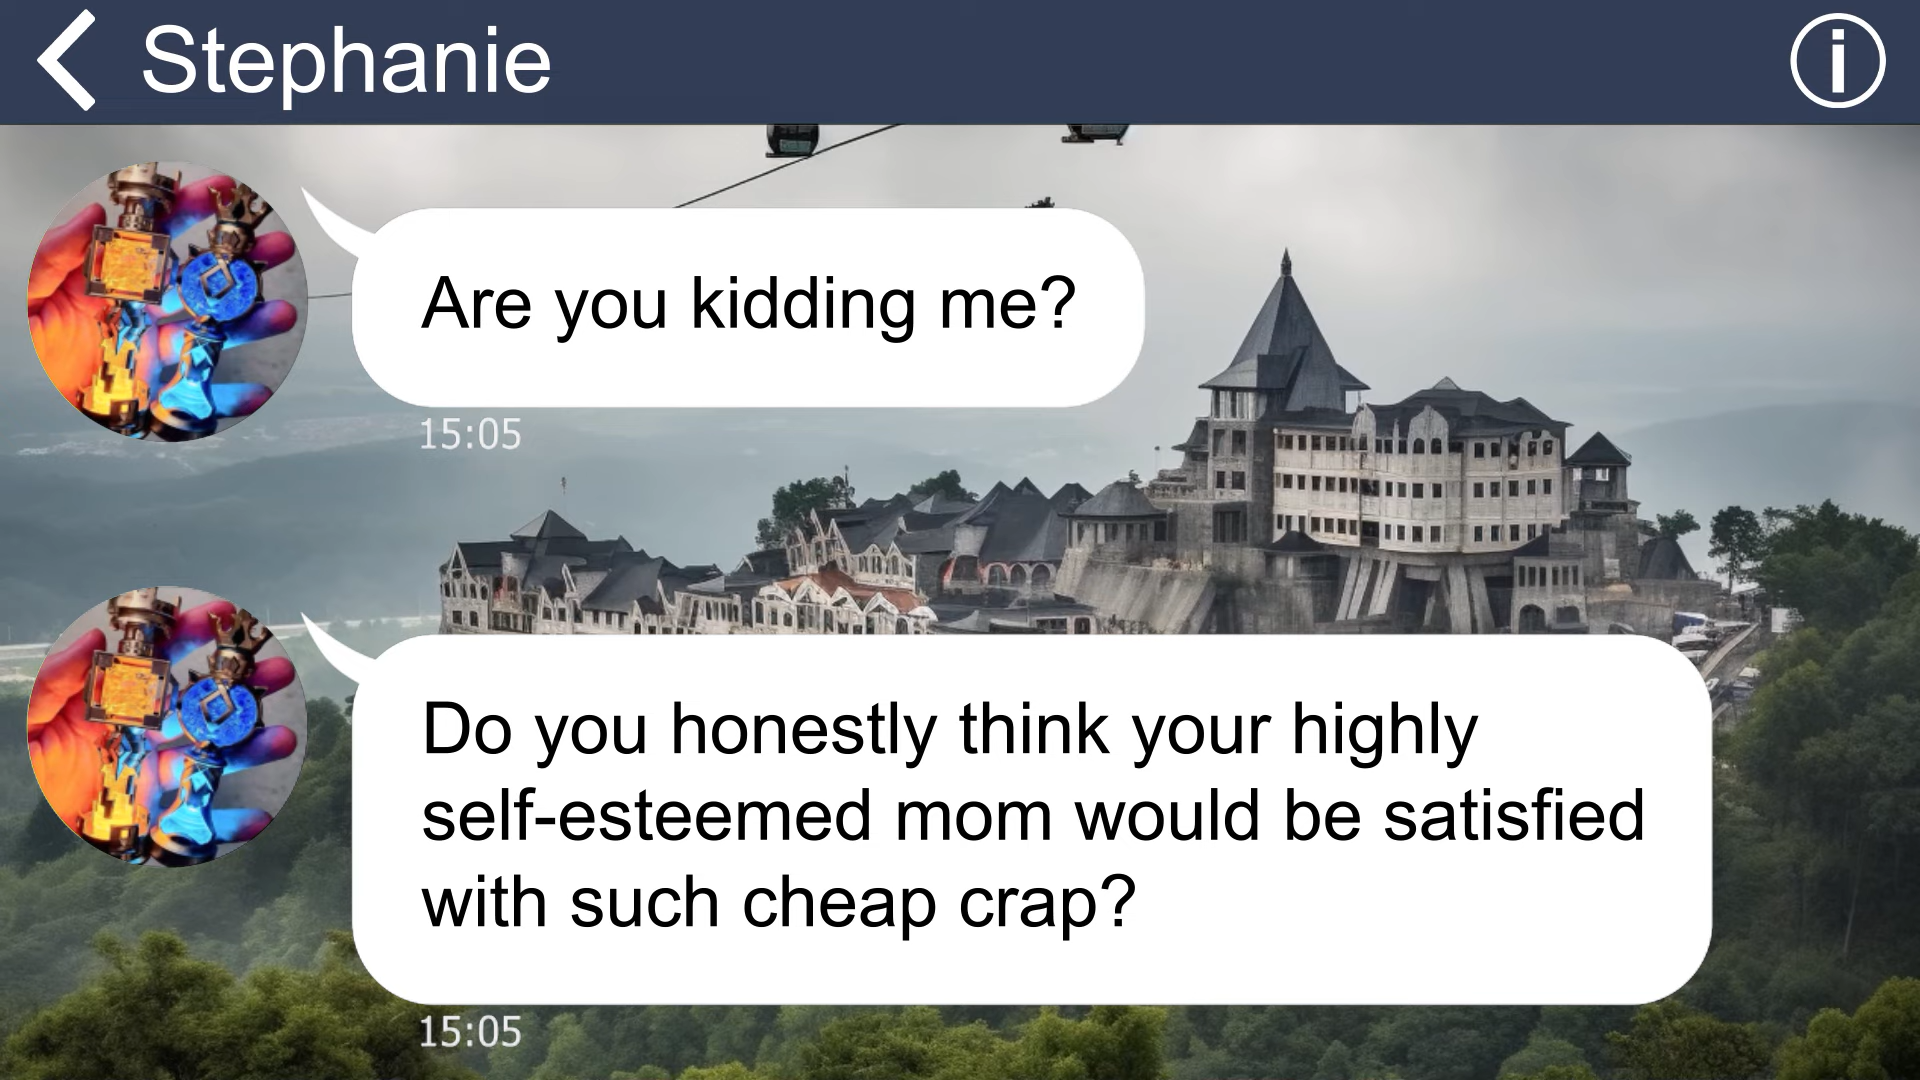 Stephanie
Are you kidding me?
15:05
Do you honestly think your highly
self-esteemed mom would be satisfied
with such cheap crap?
15:05